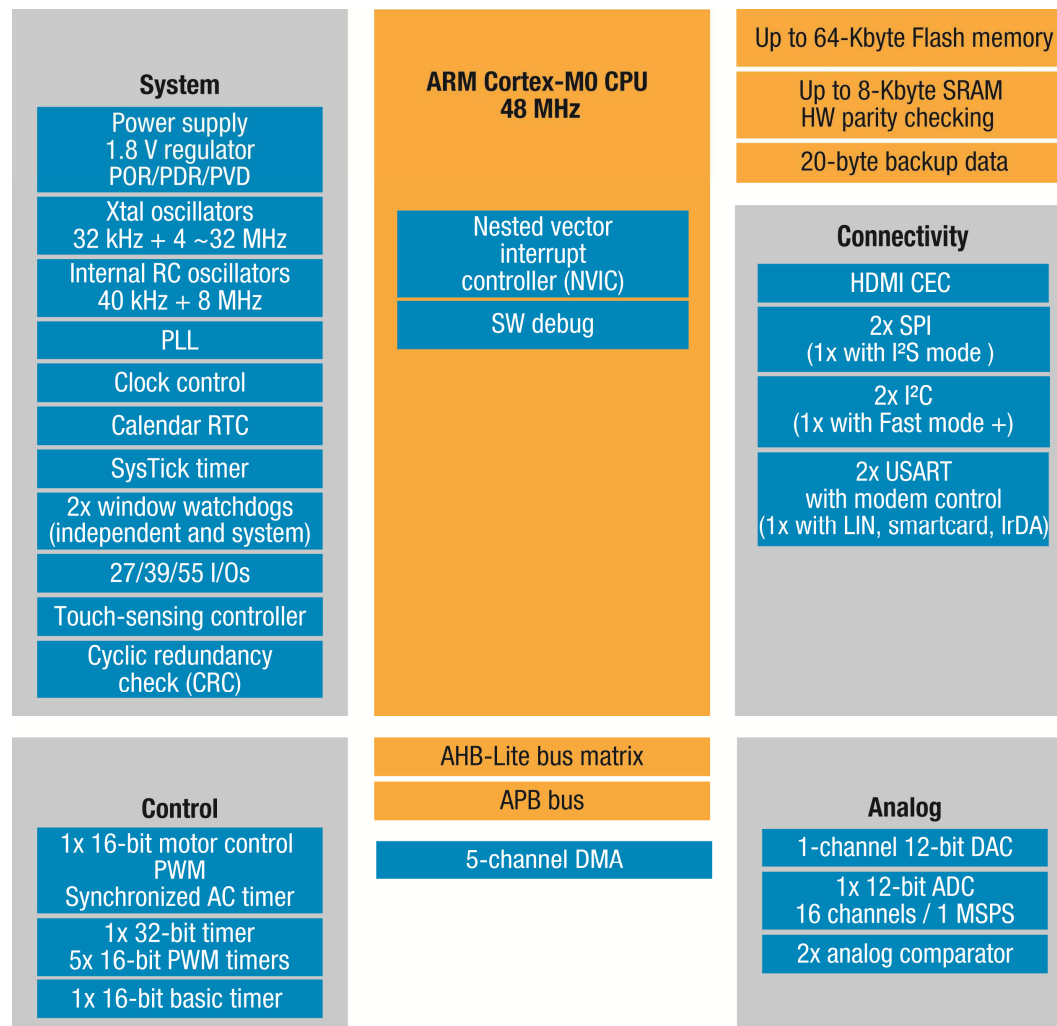 System
Power supply
1.8 V regulator
POR/PDR/PVD
Xtal oscillators
32 kHz + 4 ~32 MHz
Internal RC oscillators
40 kHz + 8 MHz
PLL
Clock control
Calendar RTC
SysTick timer
2x window watchdogs
(independent and system)
27/39/55 I/Os
Touch-sensing controller
Cyclic redundancy
check (CRC)
Control
1x 16-bit motor control
PWM
Synchronized AC timer
1x 32-bit timer
5x 16-bit PWM timers
1x 16-bit basic timer
ARM Cortex-M0 CPU
48 MHz
Nested vector
interrupt
controller (NVIC)
SW debug
AHB-Lite bus matrix
APB bus
5-channel DMA
Up to 64-Kbyte Flash memory
Up to 8-Kbyte SRAM
HW parity checking
20-byte backup data
Connectivity
HDMI CEC
2x SPI
(1x with I²S mode )
2x I²C
(1x with Fast mode +)
2x USART
with modem control
(1x with LIN, smartcard, IrDA)
Analog
1-channel 12-bit DAC
1x 12-bit ADC
16 channels / 1 MSPS
2x analog comparator